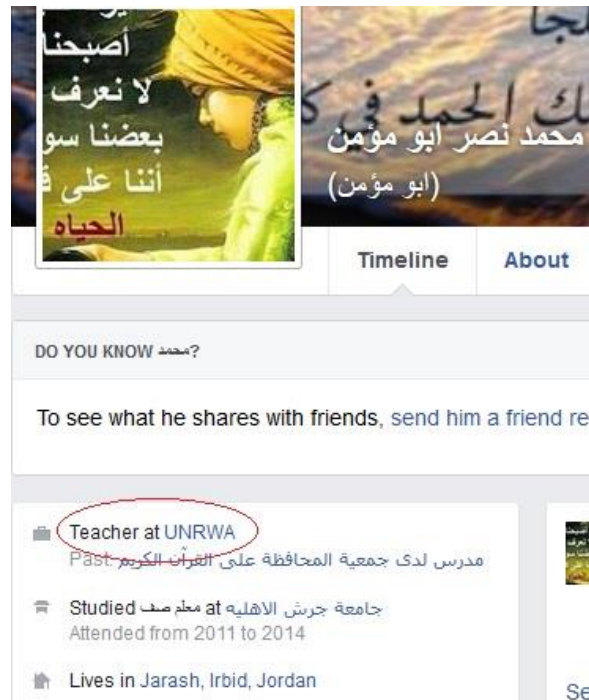 أصبحنا
لا نعرف
بعضنا سو
أننا على ق
الحياه
لك الحمد في ك
محمد نصر ابو مؤمن
(ابو مؤمن)
Timeline
About
DO YOU KNOW محمد?
To see what he shares with friends, send him a friend re
Teacher at UNRWA
Past: مدرس لدى جمعية المحافظة على القرآن الكريم
Studied معلم صف at جامعة جرش الاهليه
Attended from 2011 to 2014
Lives in Jarash, Irbid, Jordan
Se